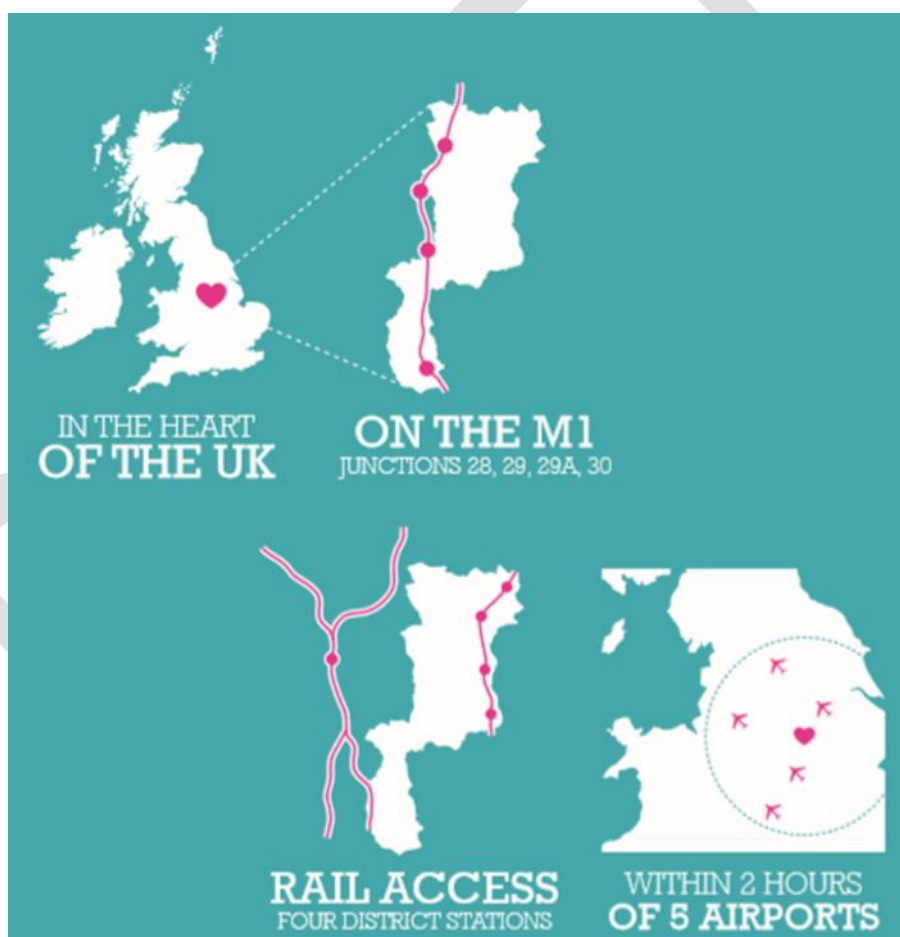 IN THE HEART
OF THE UK
ON THE M1
JUNCTIONS 28, 29, 29A, 30
RAIL ACCESS
FOUR DISTRICT STATIONS
WITHIN 2 HOURS
OF 5 AIRPORTS